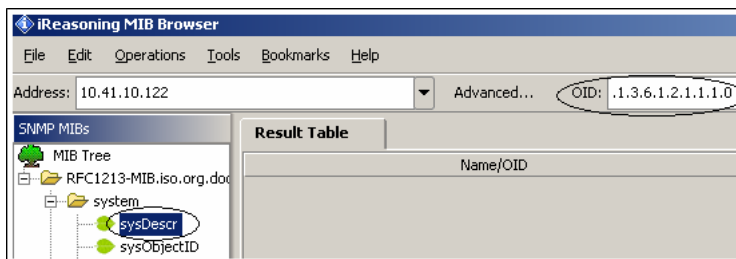 iReasoning MIB Browser
File Edit Operations Tools Bookmarks Help
Address: 10.41.10.122 Advanced... OID: .1.3.6.1.2.1.1.1.0
SNMP MIBs
Result Table
MIB Tree
Name/OID
RFC1213-MIB.iso.org.dod
system
sysDescr
sysObjectID